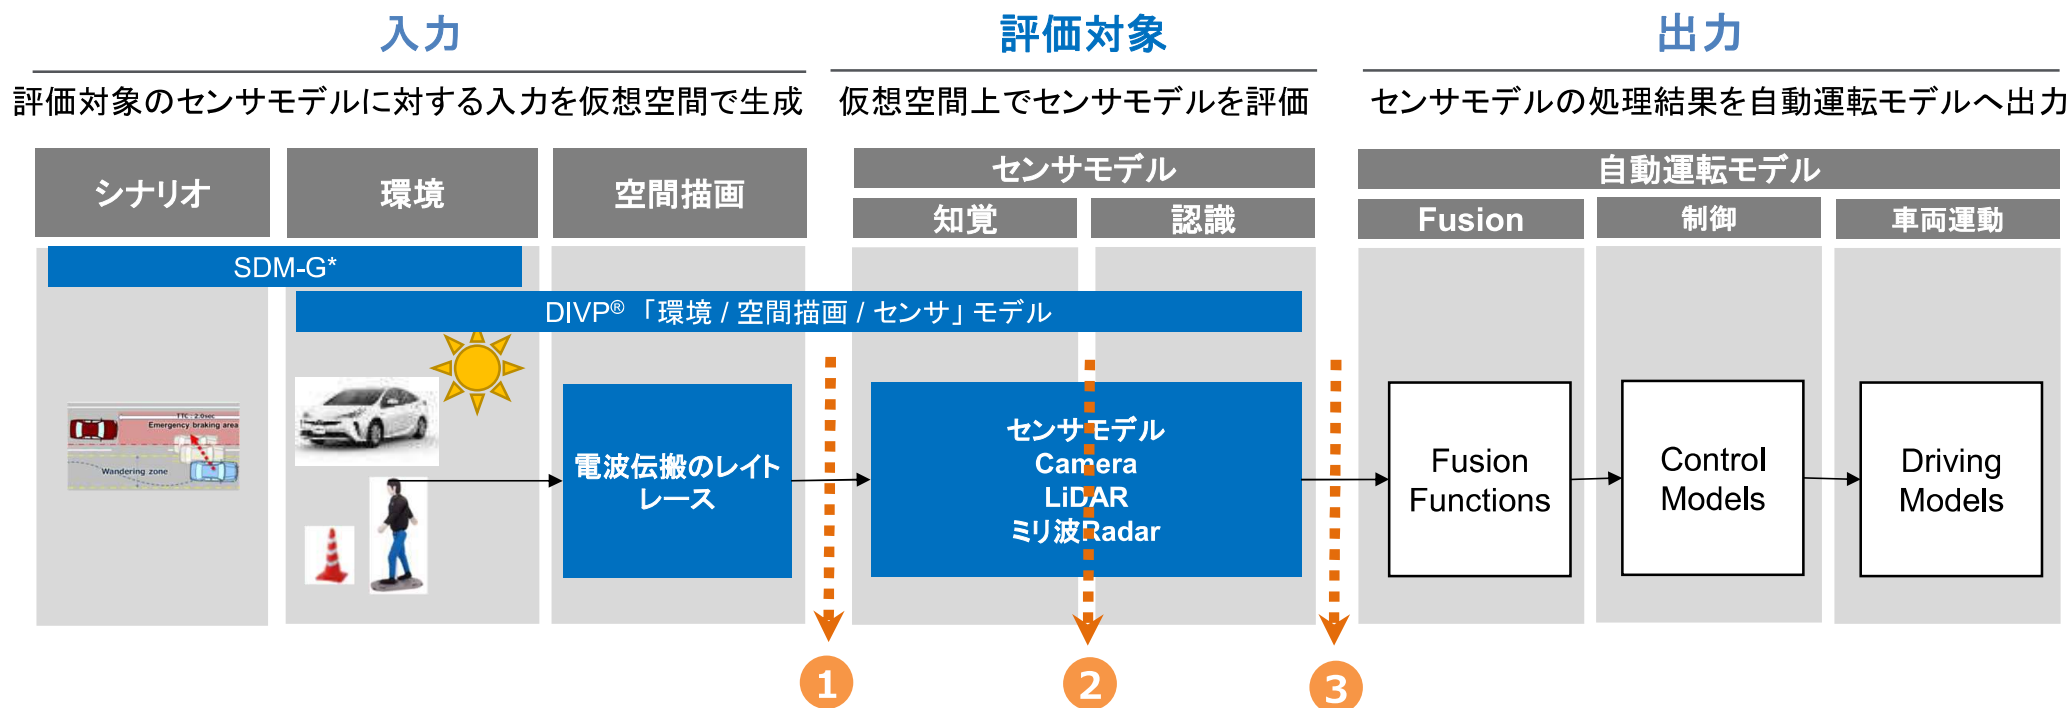 入力
評価対象
出力
評価対象のセンサモデルに対する入力を仮想空間で生成
仮想空間上でセンサモデルを評価
センサモデルの処理結果を自動運転モデルへ出力
シナリオ
環境
空間描画
センサモデル
知覚
認識
自動運転モデル
Fusion
制御
車両運動
SDM-G*
DIVP® 「環境 / 空間描画 / センサ」モデル
TTC : 2.0sec
Emergency braking area
Wandering zone
電波伝搬のレイト
レース
センサモデル
Camera
LiDAR
ミリ波Radar
Fusion
Functions
Control
Models
Driving
Models
1
2
3